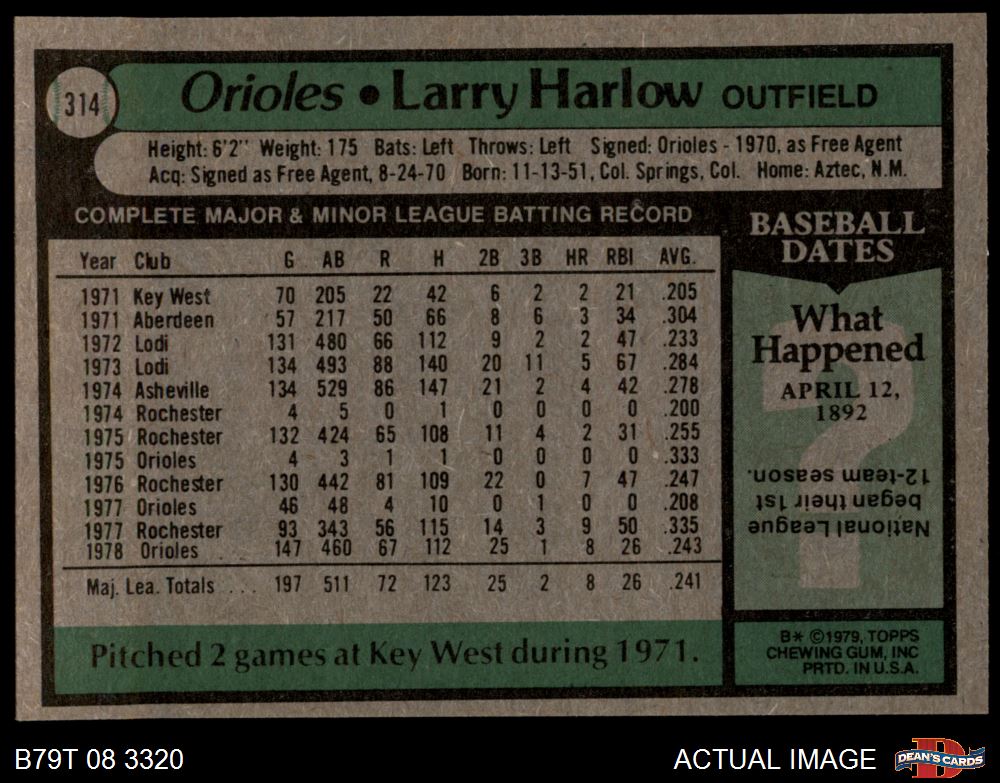 314
Orioles • Larry Harlow OUTFIELD
Height: 6'2" Weight: 175 Bats: Left Throws: Left Signed: Orioles - 1970, as Free Agent
Acq: Signed as Free Agent, 8-24-70 Born: 11-13-51, Col. Springs, Col. Home: Aztec, N.M.
COMPLETE MAJOR & MINOR LEAGUE BATTING RECORD
Year Club G AB R H 2B 3B HR RBI AVG.
1971 Key West 70 205 22 42 6 2 2 21 .205
1971 Aberdeen 57 217 50 66 8 6 3 34 .304
1972 Lodi 131 480 66 112 9 2 2 47 .233
1973 Lodi 134 493 88 140 20 11 5 67 .284
1974 Asheville 134 529 86 147 21 2 4 42 .278
1974 Rochester 4 5 0 1 0 0 0 0 .200
1975 Rochester 132 424 65 108 11 4 2 31 .255
1975 Orioles 4 3 1 1 0 0 0 0 .333
1976 Rochester 130 442 81 109 22 0 7 47 .247
1977 Orioles 46 48 4 10 0 1 0 0 .208
1977 Rochester 93 343 56 115 14 3 9 50 .335
1978 Orioles 147 460 67 112 25 1 8 26 .243
Maj. Lea. Totals ... 197 511 72 123 25 2 8 26 .241
Pitched 2 games at Key West during 1971.
BASEBALL
DATES
What
Happened
APRIL 12,
1892
National League
began their 1st
12-team season.
B* ©1979, TOPPS
CHEWING GUM, INC
PRTD. IN U.S.A.
B79T 08 3320
ACTUAL IMAGE
DEAN'S CARDS